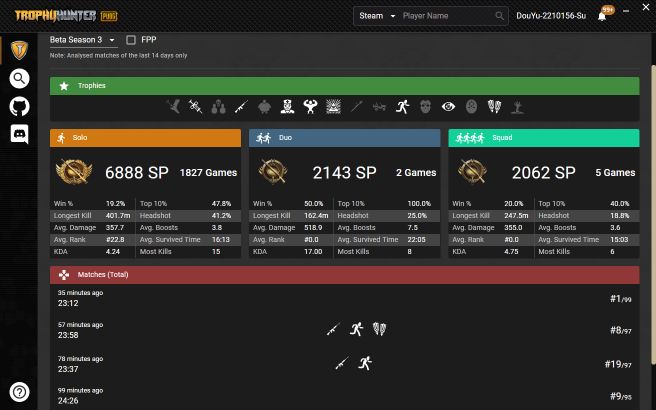 TROPHYHUNTER PUBG
Steam Player Name DouYu-2210156-Su 99+
Beta Season 3 FPP
Note: Analysed matches of the last 14 days only
Trophies
Solo Duo Squad
6888 SP 1827 Games 2143 SP 2 Games 2062 SP 5 Games
Win % 19.2% Top 10% 47.8% Win % 50.0% Top 10% 100.0% Win % 20.0% Top 10% 40.0%
Longest Kill 401.7m Headshot 41.2% Longest Kill 162.4m Headshot 25.0% Longest Kill 247.5m Headshot 18.8%
Avg. Damage 357.7 Avg. Boosts 3.8 Avg. Damage 518.9 Avg. Boosts 7.5 Avg. Damage 355.0 Avg. Boosts 3.6
Avg. Rank #22.8 Avg. Survived Time 16:13 Avg. Rank #0.0 Avg. Survived Time 22:05 Avg. Rank #0.0 Avg. Survived Time 15:03
KDA 4.24 Most Kills 15 KDA 17.00 Most Kills 8 KDA 4.75 Most Kills 6
Matches (Total)
35 minutes ago
23:12 #1/99
57 minutes ago
23:58 #8/97
78 minutes ago
23:37 #19/97
99 minutes ago
24:26 #9/95